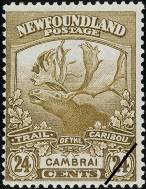 NEWFOUNDLAND
POSTAGE
TRAIL OF THE CARIBOU
CAMBRAI
24 CENTS 24